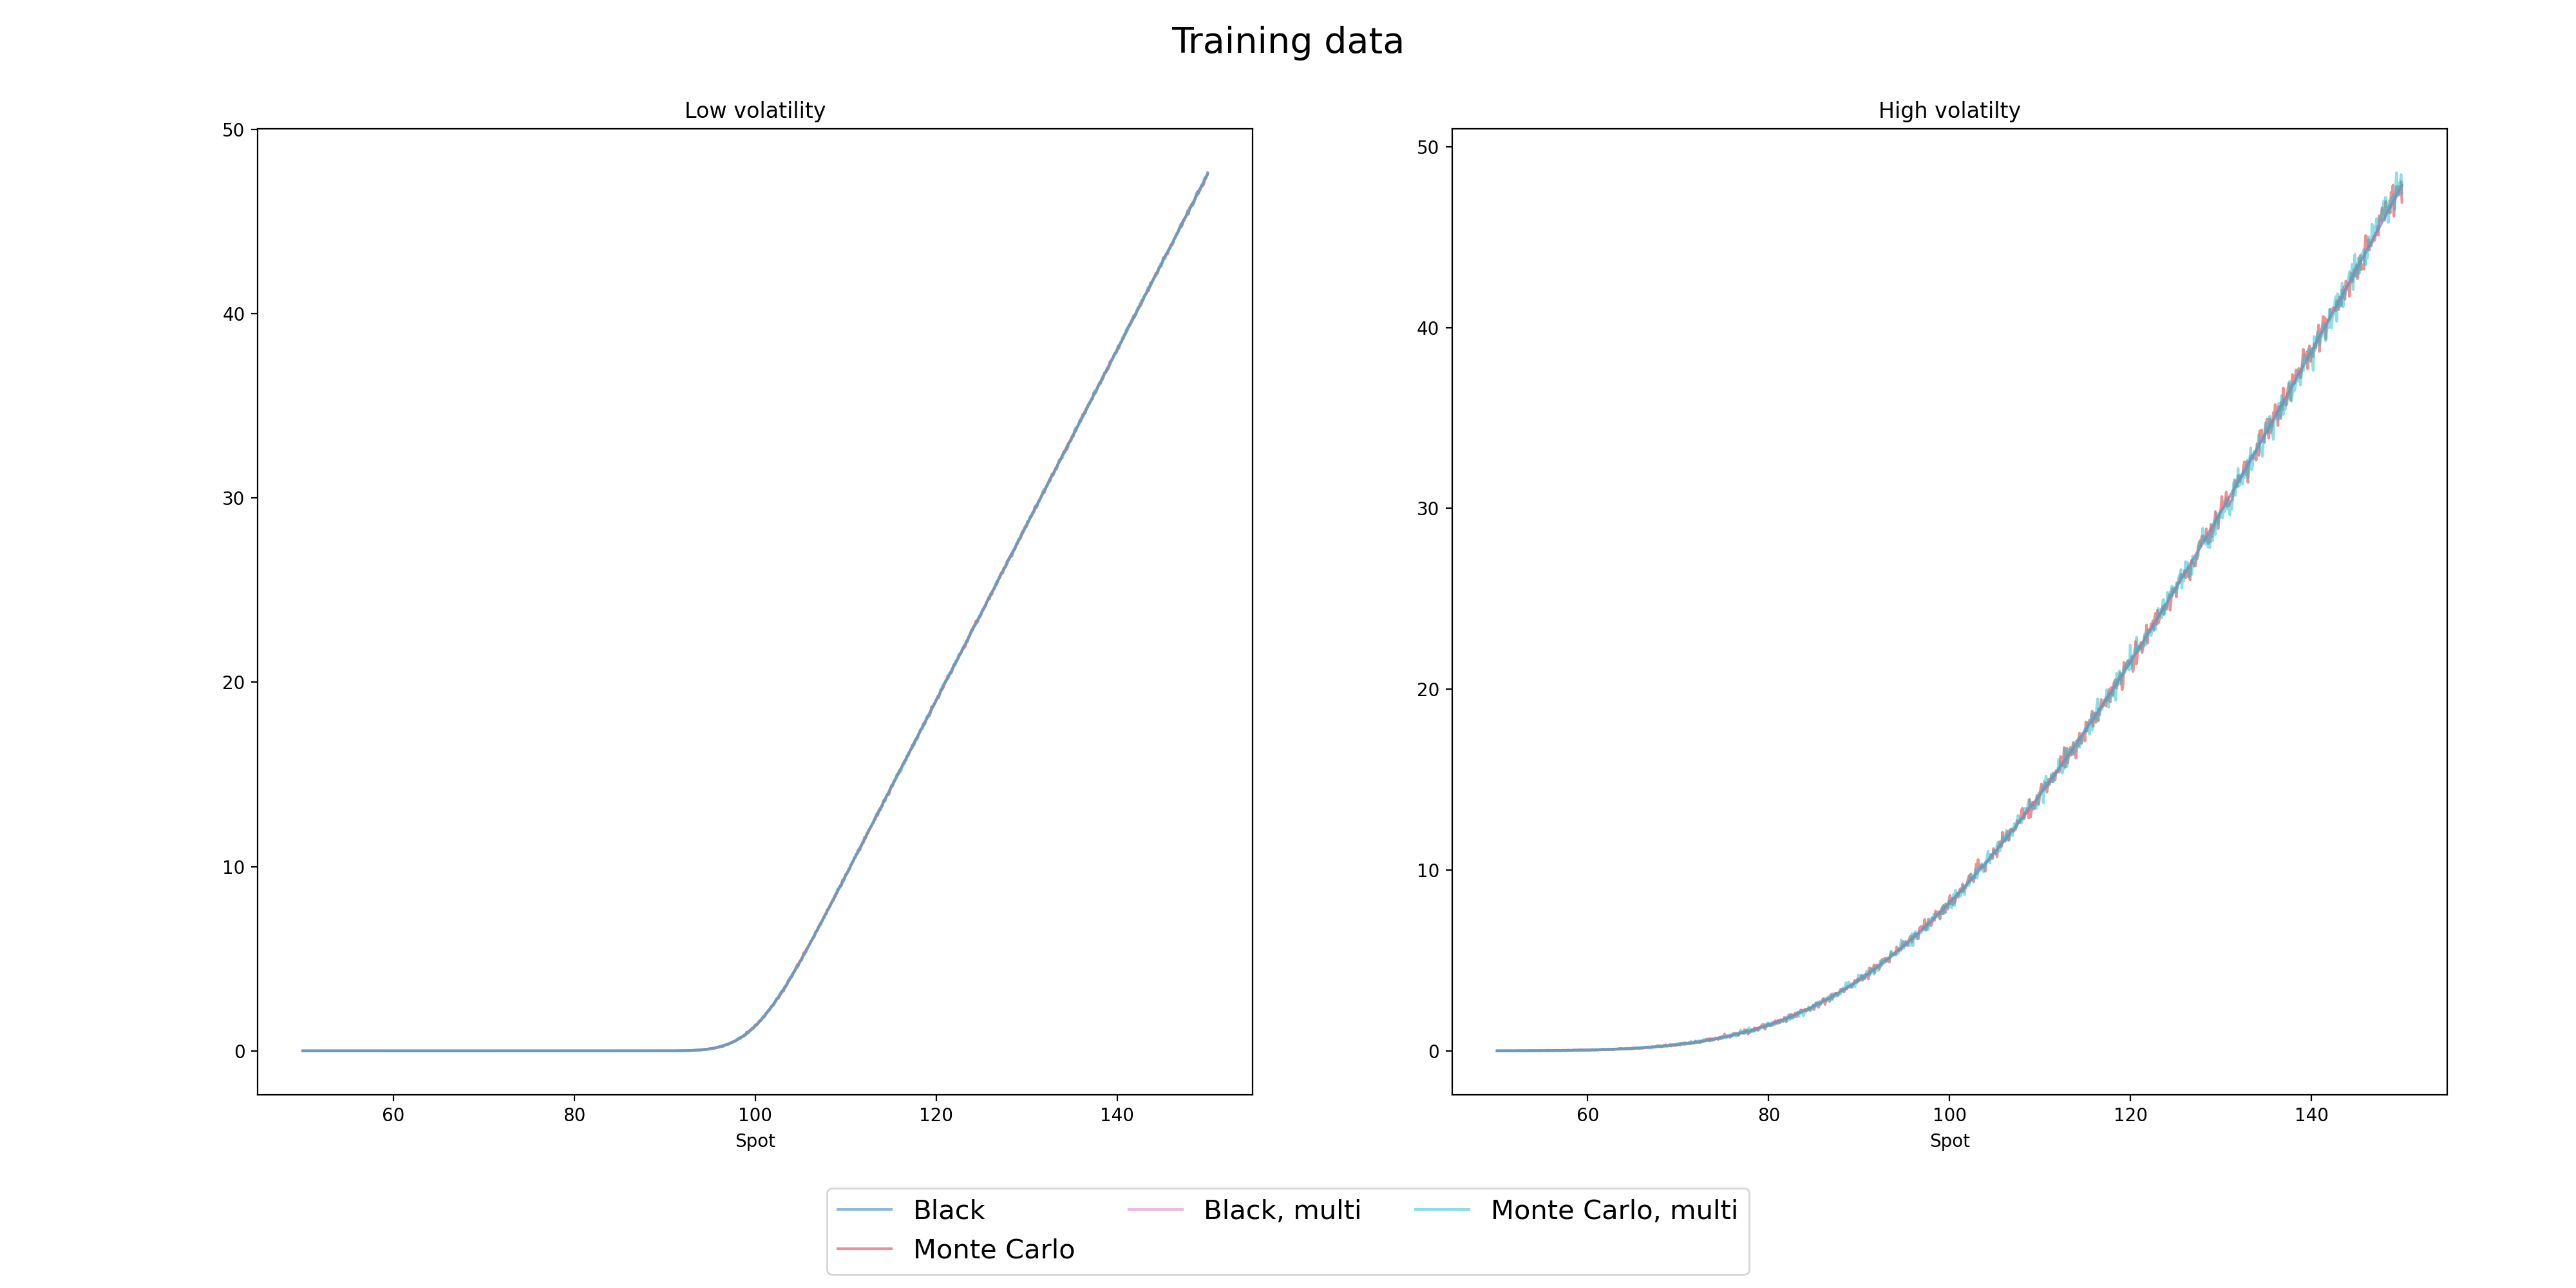 Training data
Low volatility
50
40
30
20
10
0
60 80 100 120 140
Spot
High volatilty
50
40
30
20
10
0
60 80 100 120 140
Spot
Black
Monte Carlo
Black, multi
Monte Carlo, multi